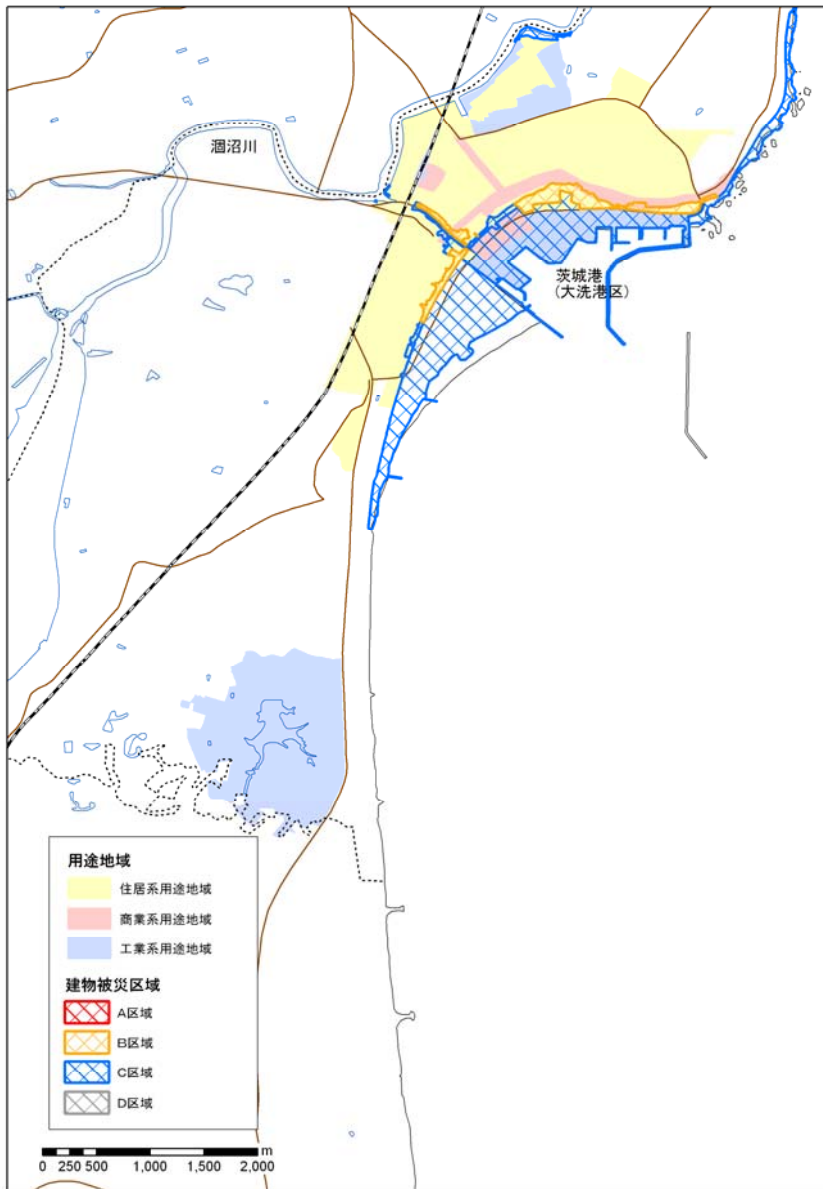 涸沼川
茨城港
(大洗港区)
用途地域
住居系用途地域
商業系用途地域
工業系用途地域
建物被災区域
A区域
B区域
C区域
D区域
m
0 250 500 1,000 1,500 2,000